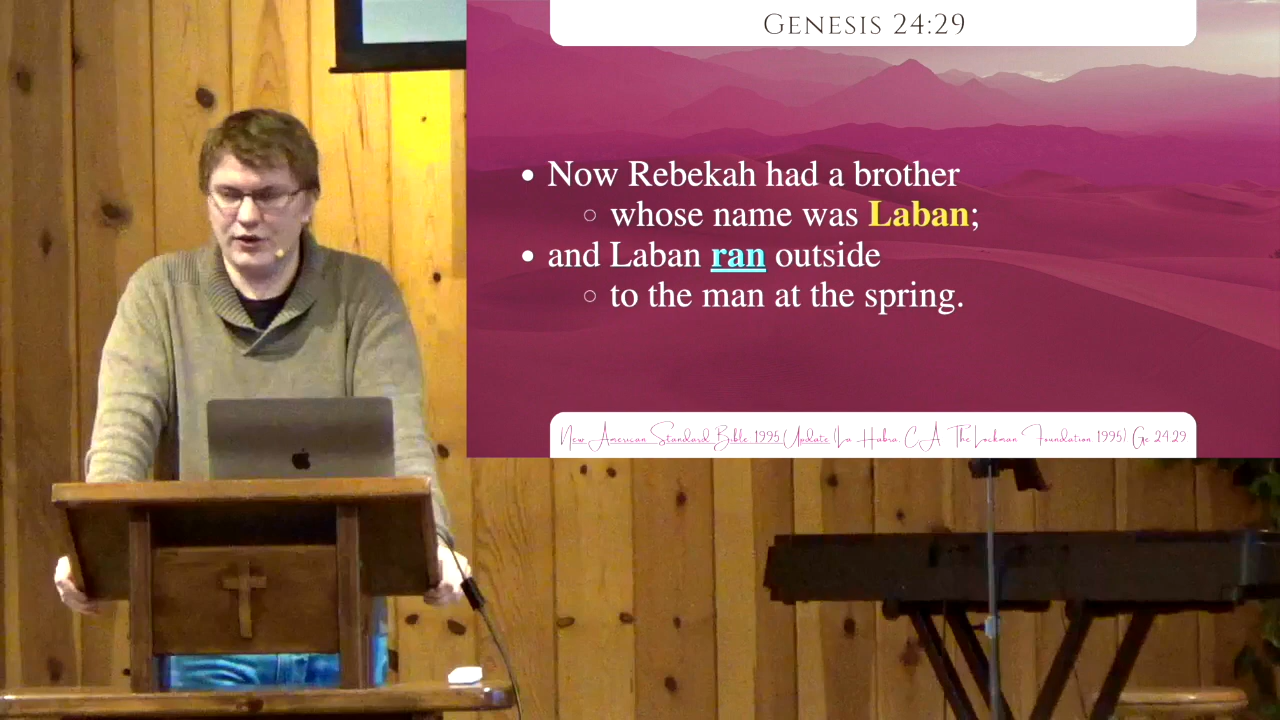 GENESIS 24:29
• Now Rebekah had a brother
○ whose name was Laban;
• and Laban ran outside
○ to the man at the spring.
New American Standard Bible. 1995 Update (La Habra, CA: The Lockman Foundation, 1995), Ge 24:29